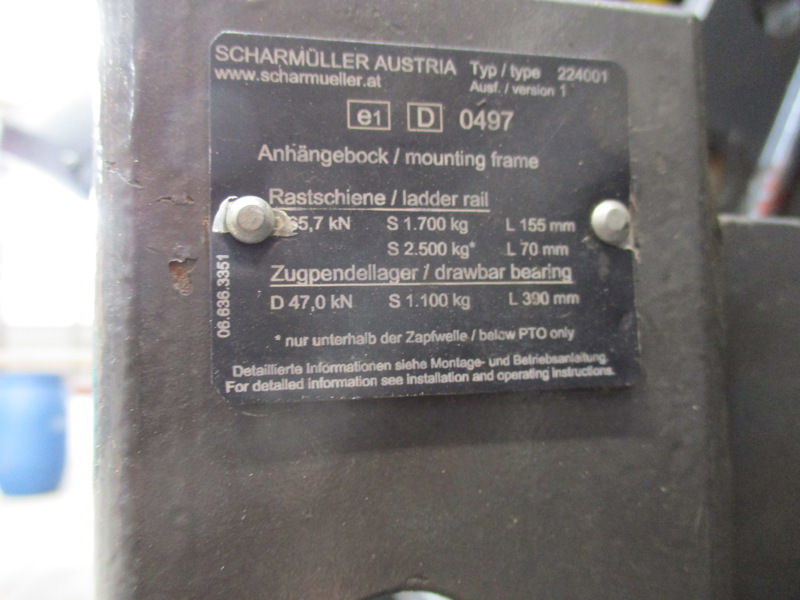 SCHARMÜLLER AUSTRIA Typ / type 224001
www.scharmueller.at Ausf. / version 1
e1 D 0497
Anhängebock / mounting frame
Rastschiene / ladder rail
65,7 kN S 1.700 kg L 155 mm
S 2.500 kg* L 70 mm
Zugpendellager / drawbar bearing
D 47,0 kN S 1.100 kg L 390 mm
* nur unterhalb der Zapfwelle / below PTO only
Detaillierte Informationen siehe Montage- und Betriebsanleitung.
For detailed information see installation and operating instructions.
06.636.3351